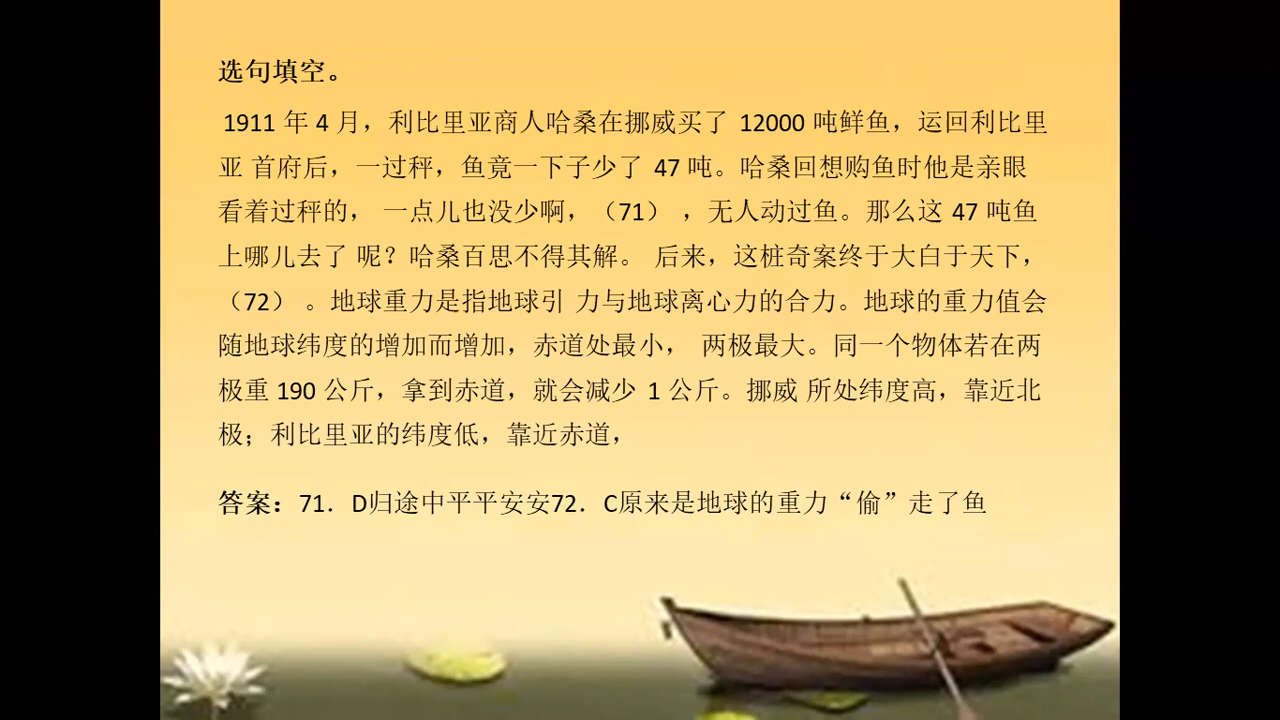 选句填空。
1911 年 4 月，利比里亚商人哈桑在挪威买了 12000 吨鲜鱼，运回利比里
亚 首府后，一过秤，鱼竟一下子少了 47 吨。哈桑回想购鱼时他是亲眼
看着过秤的， 一点儿也没少啊，（71） ，无人动过鱼。那么这 47 吨鱼
上哪儿去了 呢？哈桑百思不得其解。 后来，这桩奇案终于大白于天下，
（72） 。地球重力是指地球引 力与地球离心力的合力。地球的重力值会
随地球纬度的增加而增加，赤道处最小， 两极最大。同一个物体若在两
极重 190 公斤，拿到赤道，就会减少 1 公斤。挪威 所处纬度高，靠近北
极；利比里亚的纬度低，靠近赤道，
答案：71．D归途中平平安安72．C原来是地球的重力“偷”走了鱼